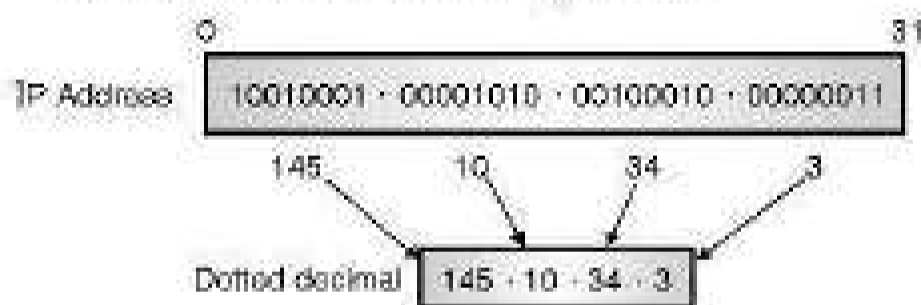 0 31
IP Address 10010001 · 00001010 · 00100010 · 00000011
145 10 34 3
Dotted decimal 145 · 10 · 34 · 3